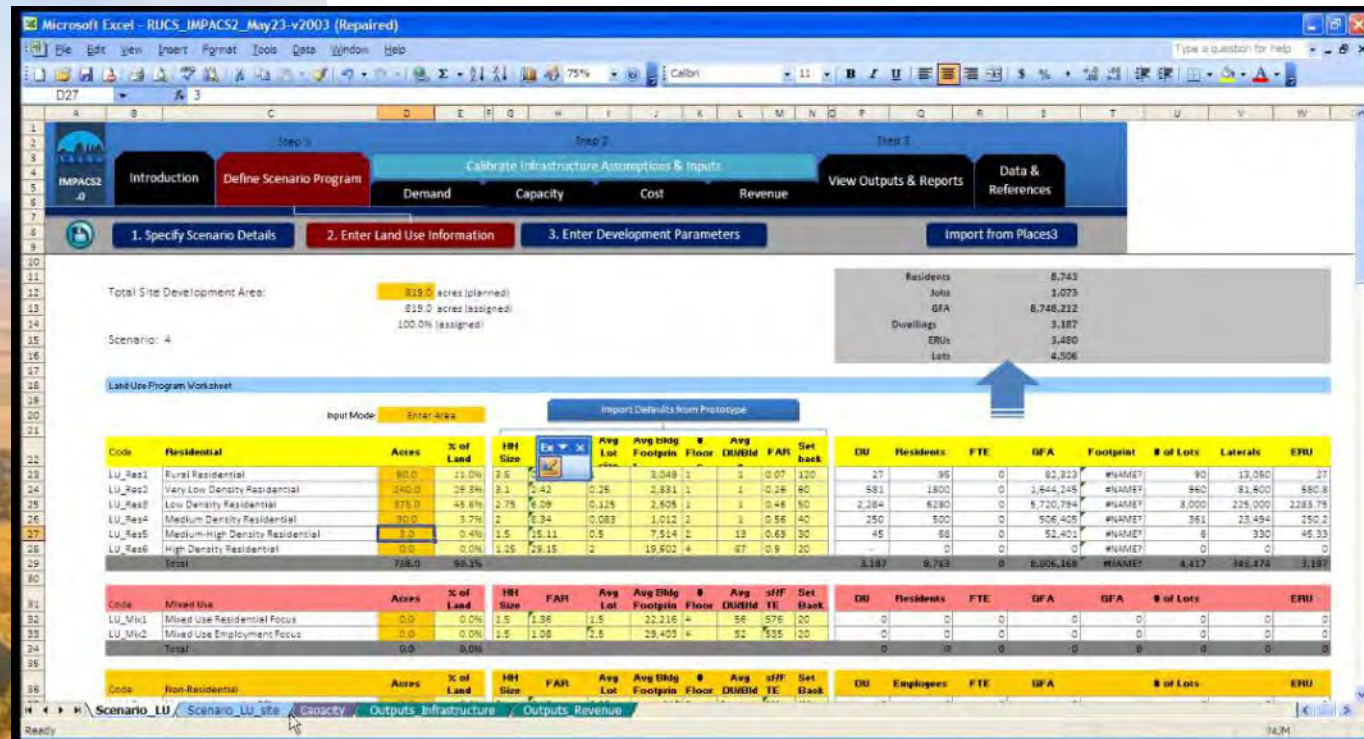 Microsoft Excel - RUCS_IMPACS2_May23-v2003 (Repaired)
File Edit View Insert Format Tools Data Window Help Type a question for help
75% Calibri 11 B I U
D27 fx 3
A B C D E F G H I J K L M N O P Q R S T U V W
Step 1 Step 2 Step 3
IMPACS2.0 Introduction Define Scenario Program Calibrate Infrastructure Assumptions & Inputs View Outputs & Reports Data & References
Demand Capacity Cost Revenue
1. Specify Scenario Details 2. Enter Land Use Information 3. Enter Development Parameters Import from Places3
Residents 8,743
Total Site Development Area: 819.0 acres (planned) Jobs 1,073
819.0 acres (assigned) GFA 8,748,212
100.0% (assigned) Dwellings 3,187
Scenario: 4 ERUs 3,480
Lots 4,506
Land Use Program Worksheet
Input Mode: Enter Area Import Defaults from Prototype
Code Residential Acres % of Land HH Size Ex Avg Lot Avg Bldg Footprin # Floor Avg DU/Bld FAR Set back DU Residents FTE GFA Footprint # of Lots Laterals ERU
LU_Res1 Rural Residential 90.0 11.0% 3.5 3,049 1 1 0.07 120 27 95 0 82,323 #NAME? 90 13,050 27
LU_Res2 Very Low Density Residential 240.0 29.3% 3.1 2.42 0.25 2,831 1 1 0.26 60 581 1800 0 1,644,245 #NAME? 960 81,600 580.8
LU_Res3 Low Density Residential 375.0 45.8% 2.75 6.09 0.125 2,505 1 1 0.46 50 2,284 6280 0 5,720,794 #NAME? 3,000 225,000 2283.75
LU_Res4 Medium Density Residential 30.0 3.7% 2 8.34 0.083 1,012 2 1 0.56 40 250 500 0 506,405 #NAME? 361 23,494 250.2
LU_Res5 Medium-High Density Residential 3.0 0.4% 1.5 15.11 0.5 7,514 2 13 0.69 30 45 68 0 52,401 #NAME? 6 330 45.33
LU_Res6 High Density Residential 0.0 0.0% 1.25 29.15 2 19,602 4 87 0.9 20 - 0 0 0 #NAME? 0 0 0
Total 738.0 90.1% 3,187 8,743 0 8,006,168 #NAME? 4,417 343,474 3,187
Code Mixed Use Acres % of Land HH Size FAR Avg Lot Avg Bldg Footprin # Floor Avg DU/Bld sf/F TE Set Back DU Residents FTE GFA GFA # of Lots ERU
LU_Mix1 Mixed Use Residential Focus 0.0 0.0% 1.5 1.36 1.5 22,216 4 56 576 20 0 0 0 0 0 0 0 0
LU_Mix2 Mixed Use Employment Focus 0.0 0.0% 1.5 1.08 2.5 29,403 4 52 535 20 0 0 0 0 0 0 0 0
Total 0.0 0.0% 0 0 0 0 0 0 0 0
Code Non-Residential Acres % of Land HH Size FAR Avg Lot Avg Bldg Footprin # Floor Avg DU/Bld sf/F TE Set Back DU Employees FTE GFA # of Lots ERU
Scenario_LU Scenario_LU_site Capacity Outputs_Infrastructure Outputs_Revenue
Ready NUM